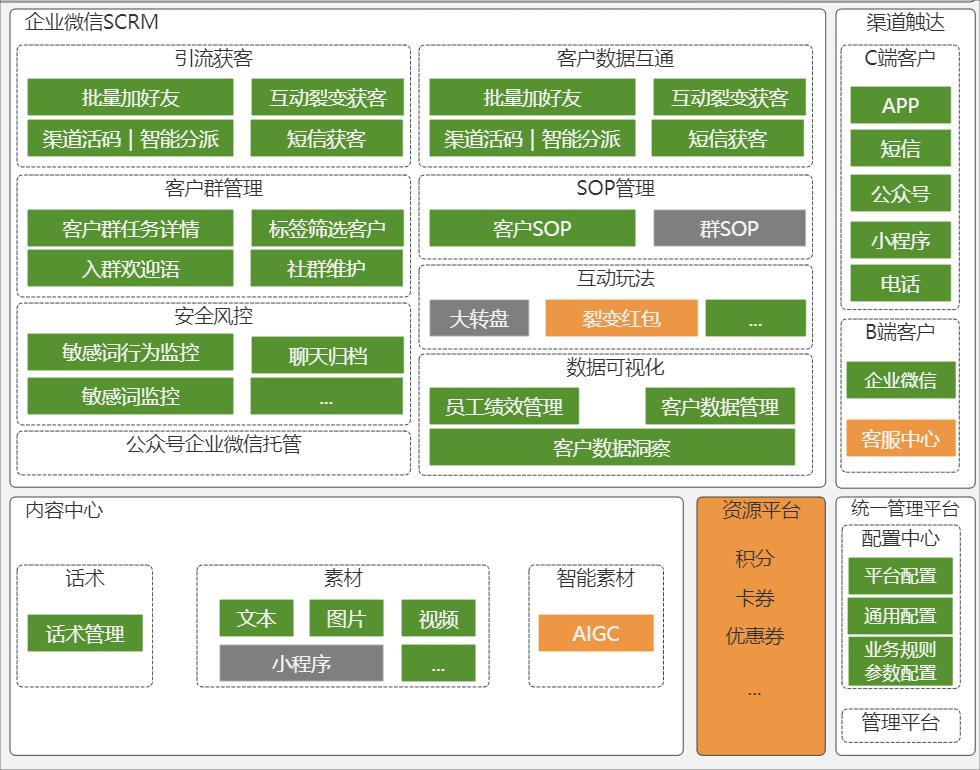 企业微信SCRM
引流获客
批量加好友
互动裂变获客
渠道活码 | 智能分派
短信获客
客户数据互通
批量加好友
互动裂变获客
渠道活码 | 智能分派
短信获客
客户群管理
客户群任务详情
标签筛选客户
入群欢迎语
社群维护
SOP管理
客户SOP
群SOP
互动玩法
大转盘
裂变红包
...
安全风控
敏感词行为监控
聊天归档
敏感词监控
...
数据可视化
员工绩效管理
客户数据管理
客户数据洞察
公众号企业微信托管
渠道触达
C端客户
APP
短信
公众号
小程序
电话
B端客户
企业微信
客服中心
内容中心
话术
话术管理
素材
文本
图片
视频
小程序
...
智能素材
AIGC
资源平台
积分
卡券
优惠券
...
统一管理平台
配置中心
平台配置
通用配置
业务规则
参数配置
管理平台